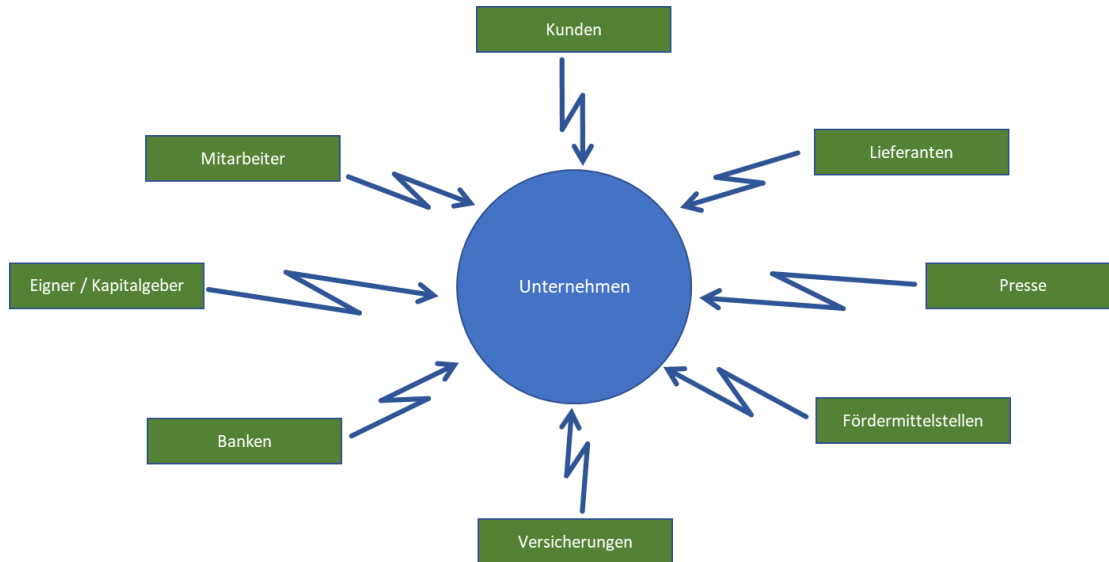 Kunden
Mitarbeiter
Lieferanten
Eigner / Kapitalgeber
Unternehmen
Presse
Banken
Fördermittelstellen
Versicherungen